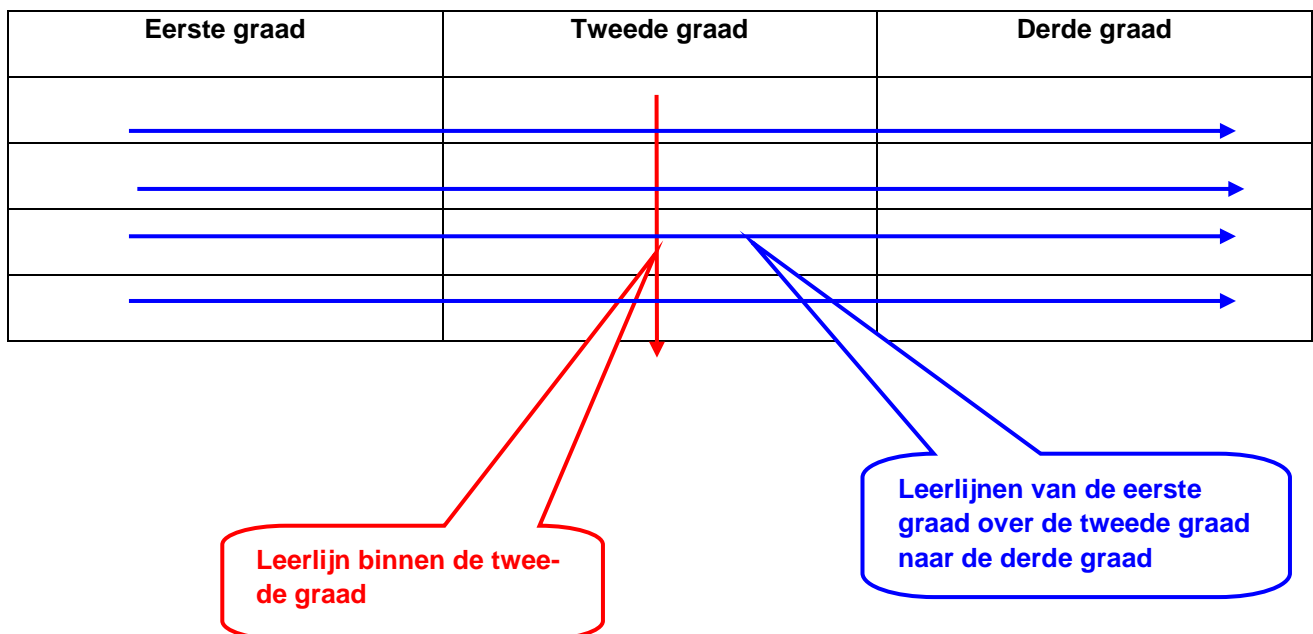 Eerste graad Tweede graad Derde graad
Leerlijnen van de eerste
graad over de tweede graad
naar de derde graad
Leerlijn binnen de twee-
de graad